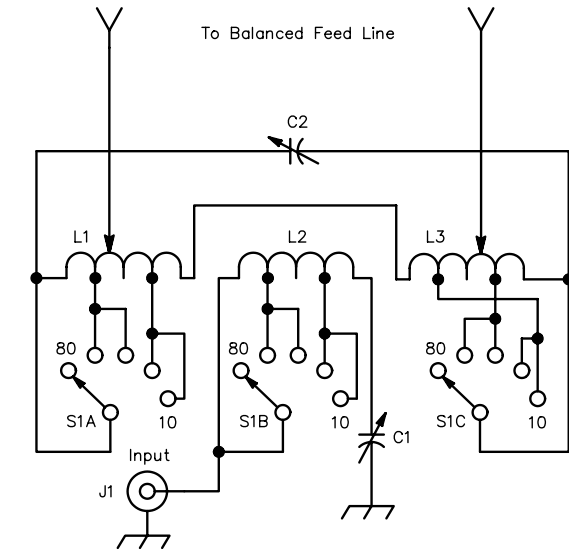 To Balanced Feed Line
C2
L1
L2
L3
80
80
80
S1A
10
S1B
10
S1C
10
C1
Input
J1